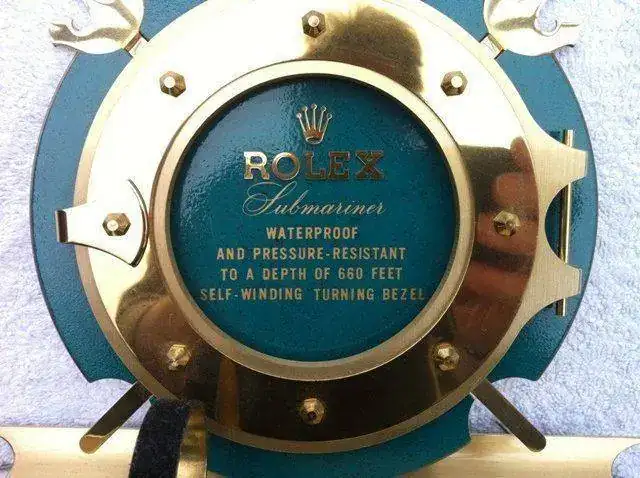 ROLEX
Submariner
WATERPROOF
AND PRESSURE-RESISTANT
TO A DEPTH OF 660 FEET
SELF-WINDING TURNING BEZEL